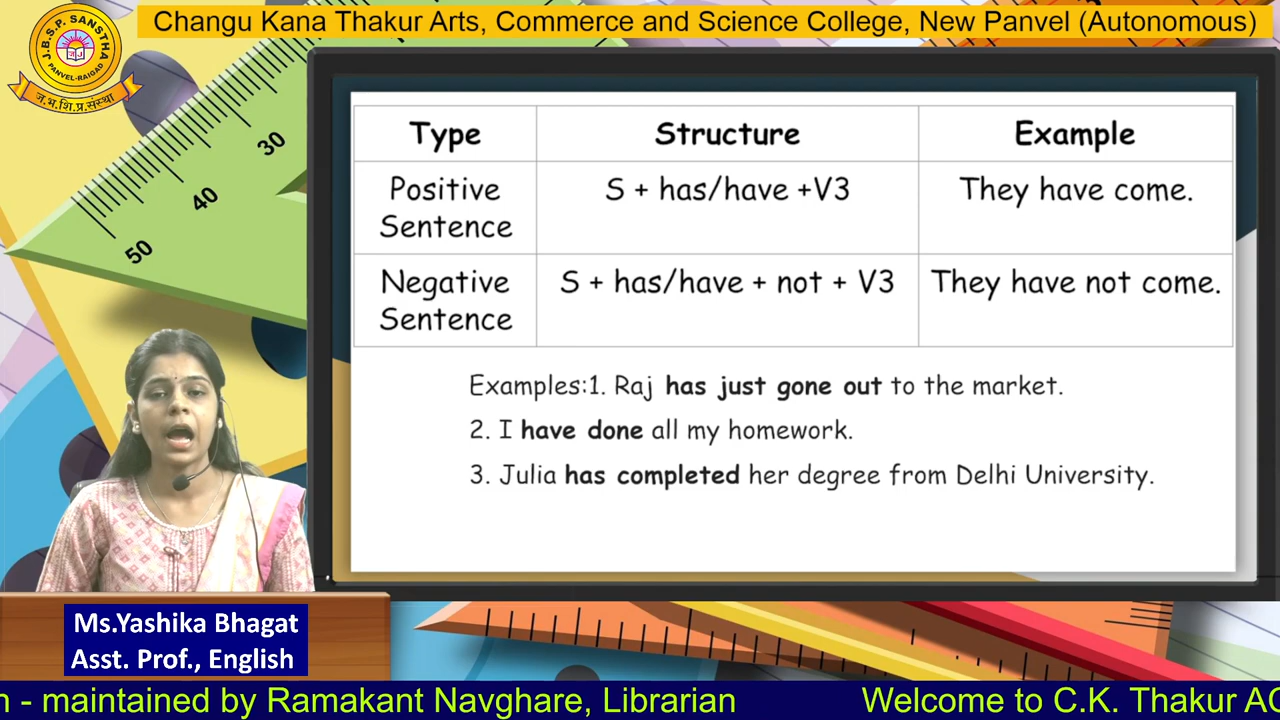 Changu Kana Thakur Arts, Commerce and Science College, New Panvel (Autonomous)
J.B.S.P. SANSTHA
PANVEL-RAIGAD
ज.भ.शि.प्र.संस्था
30
40
50
Type Structure Example
Positive Sentence S + has/have +V3 They have come.
Negative Sentence S + has/have + not + V3 They have not come.
Examples:1. Raj has just gone out to the market.
2. I have done all my homework.
3. Julia has completed her degree from Delhi University.
Ms.Yashika Bhagat
Asst. Prof., English
n - maintained by Ramakant Navghare, Librarian Welcome to C.K. Thakur AC